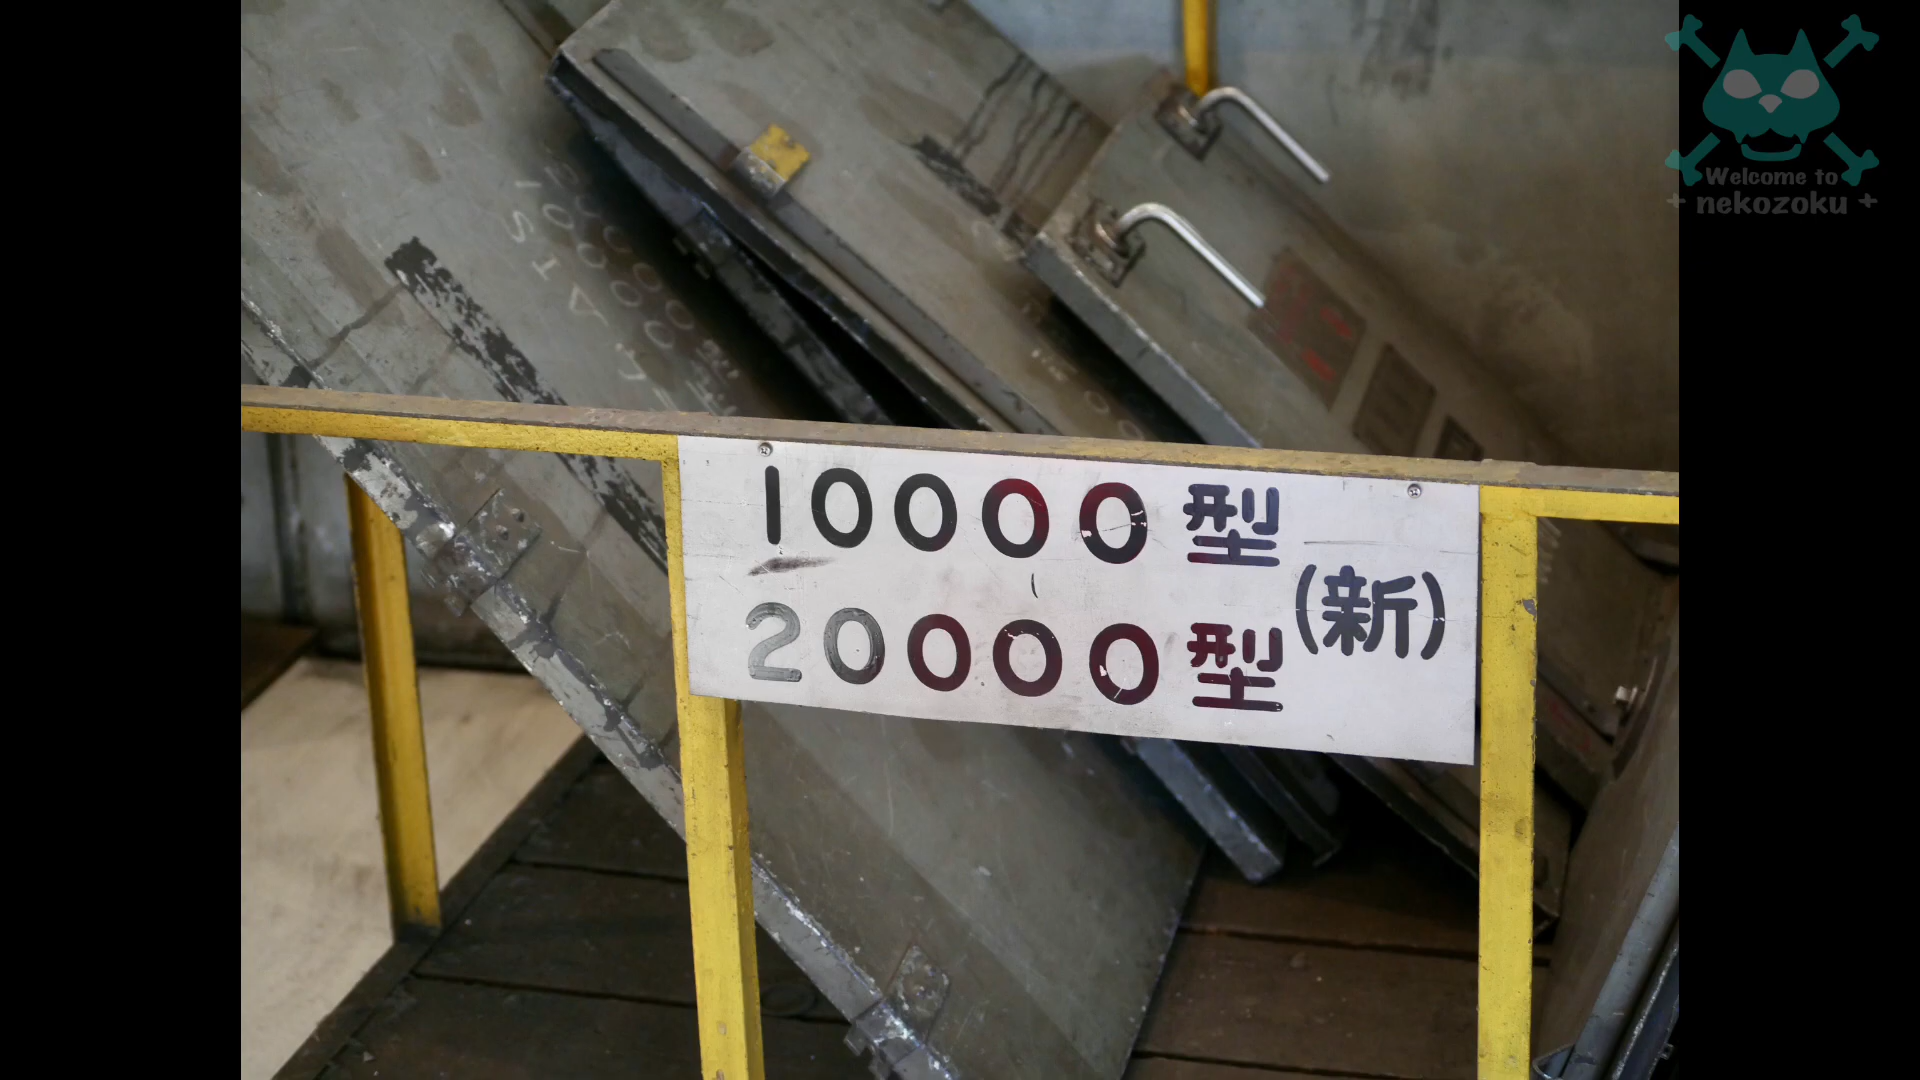 10000型
20000型
(新)
Welcome to
+ nekozoku +